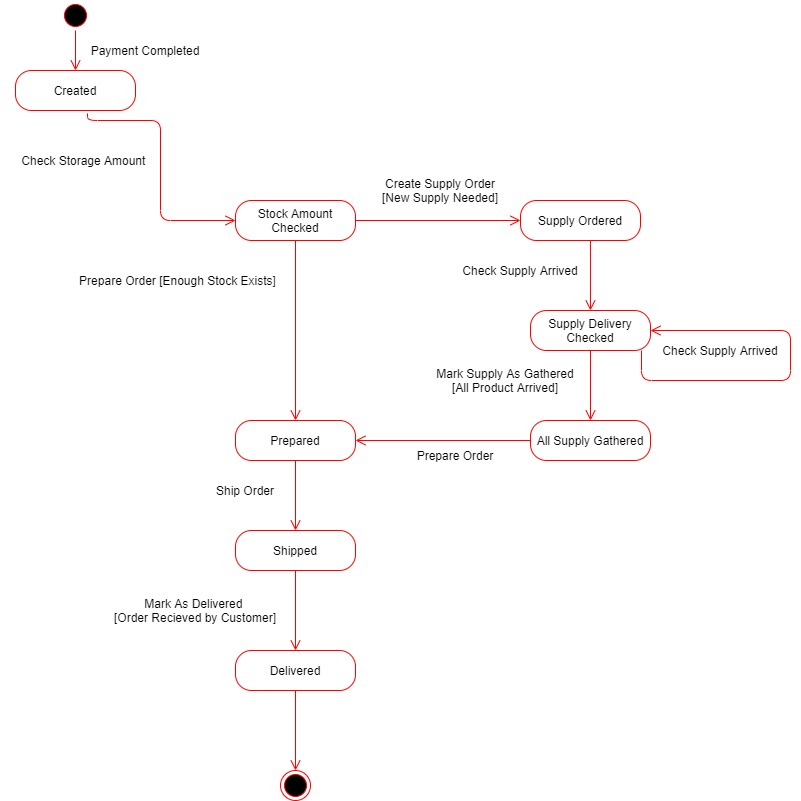 Payment Completed
Created
Check Storage Amount
Create Supply Order
[New Supply Needed]
Stock Amount
Checked
Supply Ordered
Check Supply Arrived
Prepare Order [Enough Stock Exists]
Supply Delivery
Checked
Check Supply Arrived
Mark Supply As Gathered
[All Product Arrived]
Prepared
All Supply Gathered
Prepare Order
Ship Order
Shipped
Mark As Delivered
[Order Recieved by Customer]
Delivered